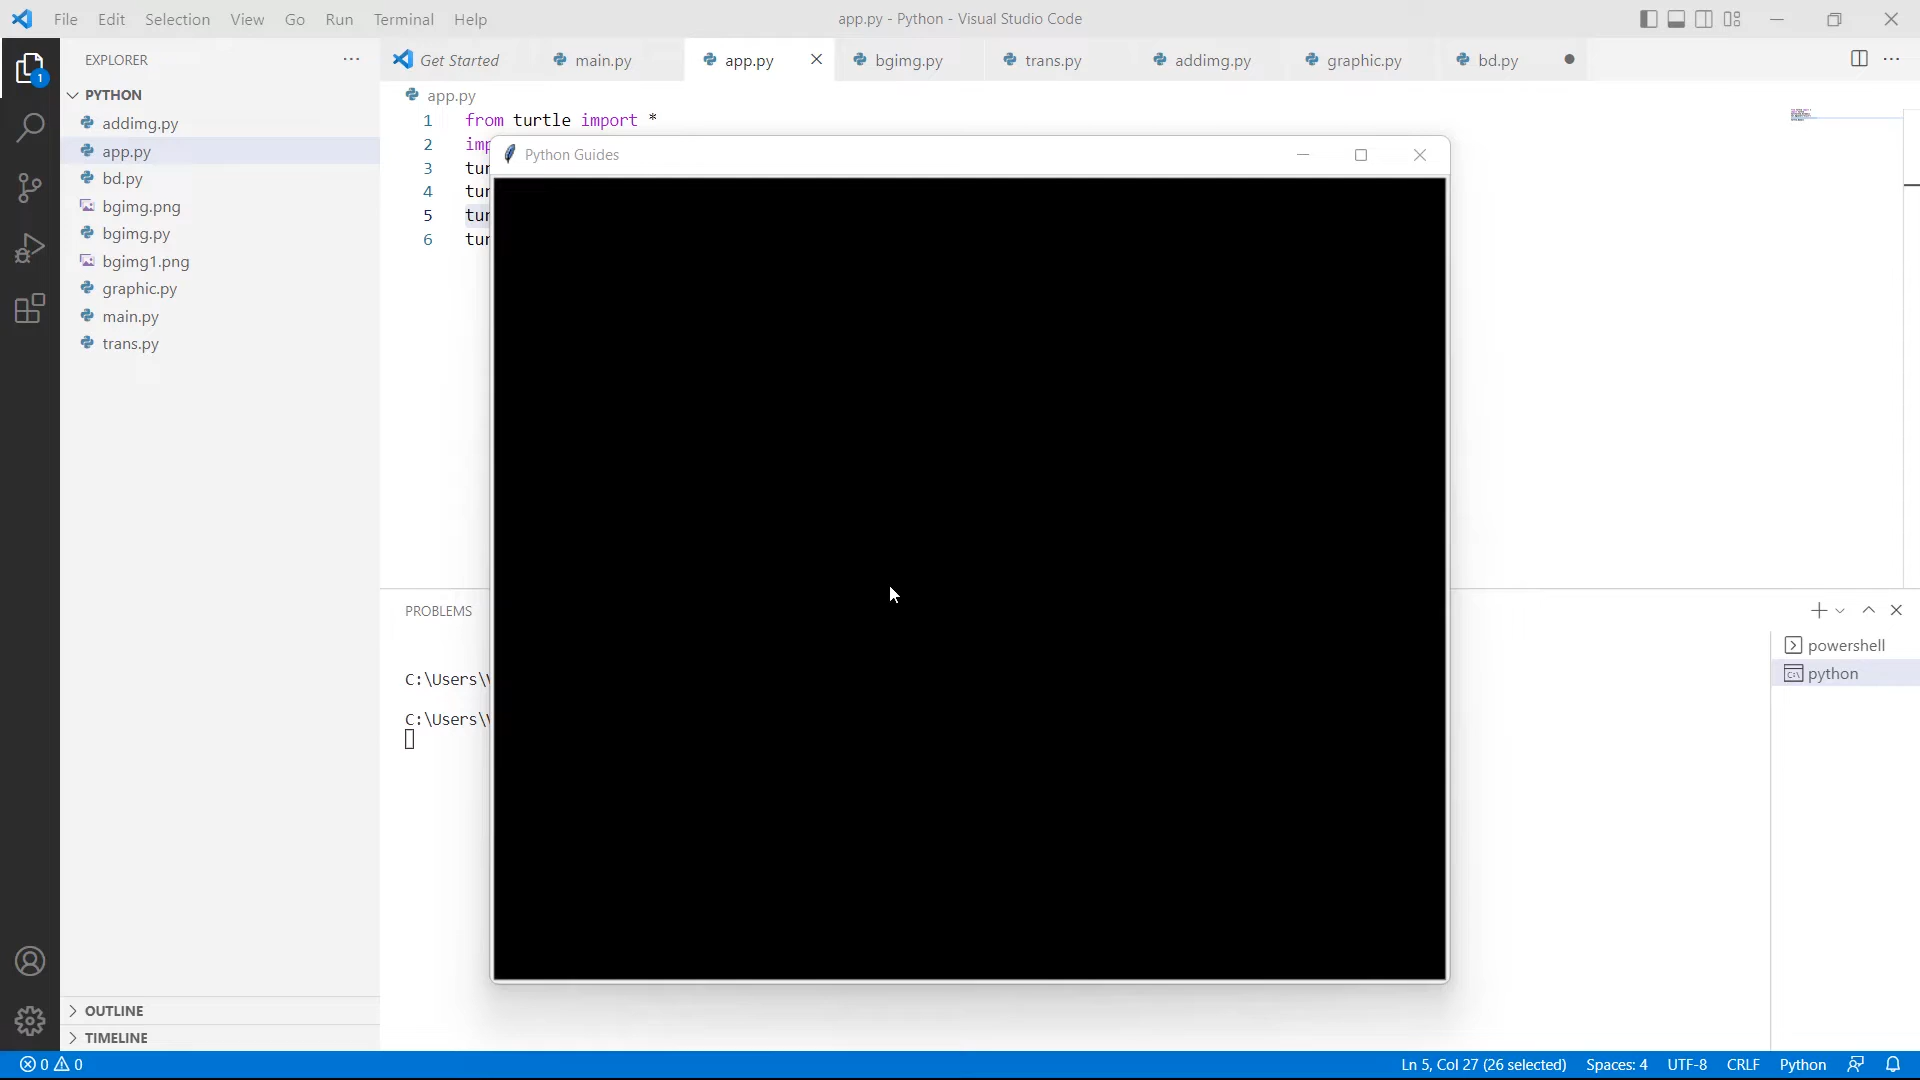 File Edit Selection View Go Run Terminal Help
app.py - Python - Visual Studio Code
EXPLORER
Get Started main.py app.py bgimg.py trans.py addimg.py graphic.py bd.py
1
PYTHON
app.py
addimg.py
app.py
bd.py
bgimg.png
bgimg.py
bgimg1.png
graphic.py
main.py
trans.py
1 from turtle import *
2 imp
3 tur
4 tur
5 tur
6 tur
Python Guides
PROBLEMS
C:\Users\
C:\Users\
powershell
python
OUTLINE
TIMELINE
0 0
Ln 5, Col 27 (26 selected) Spaces: 4 UTF-8 CRLF Python